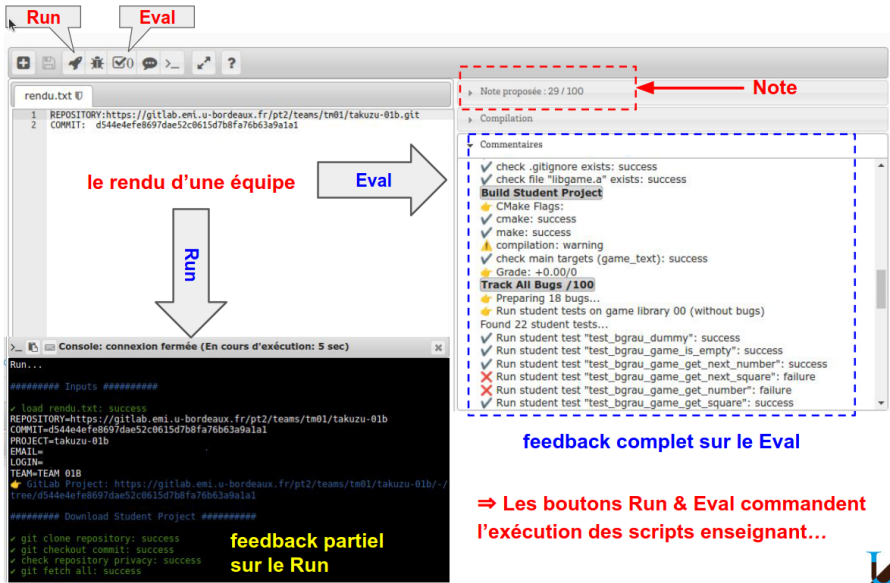 Run
Eval
rendu.txt
1 REPOSITORY:https://gitlab.emi.u-bordeaux.fr/pt2/teams/tm01/takuzu-01b.git
2 COMMIT: d544e4efe8697dae52c0615d7b8fa76b63a9a1a1
le rendu d’une équipe
Eval
Run
Note proposée : 29 / 100
Note
Compilation
Commentaires
✔ check .gitignore exists: success
✔ check file "libgame.a" exists: success
Build Student Project
👉 CMake Flags:
✔ cmake: success
✔ make: success
⚠ compilation: warning
✔ check main targets (game_text): success
👉 Grade: +0.00/0
Track All Bugs /100
👉 Preparing 18 bugs...
👉 Run student tests on game library 00 (without bugs)
Found 22 student tests...
✔ Run student test "test_bgrau_dummy": success
✔ Run student test "test_bgrau_game_is_empty": success
✔ Run student test "test_bgrau_game_get_next_number": success
❌ Run student test "test_bgrau_game_get_next_square": failure
❌ Run student test "test_bgrau_game_get_number": failure
✔ Run student test "test_bgrau_game_get_square": success
feedback complet sur le Eval
⇒ Les boutons Run & Eval commandent
l’exécution des scripts enseignant…
Console: connexion fermée (En cours d'exécution: 5 sec)
Run...
######### Inputs ##########
✔ load rendu.txt: success
REPOSITORY=https://gitlab.emi.u-bordeaux.fr/pt2/teams/tm01/takuzu-01b
COMMIT=d544e4efe8697dae52c0615d7b8fa76b63a9a1a1
PROJECT=takuzu-01b
EMAIL=
LOGIN=
TEAM=TEAM 01B
👉 GitLab Project: https://gitlab.emi.u-bordeaux.fr/pt2/teams/tm01/takuzu-01b/-/
tree/d544e4efe8697dae52c0615d7b8fa76b63a9a1a1
######### Download Student Project ##########
✔ git clone repository: success
✔ git checkout commit: success
✔ check repository privacy: success
✔ git fetch all: success
feedback partiel
sur le Run